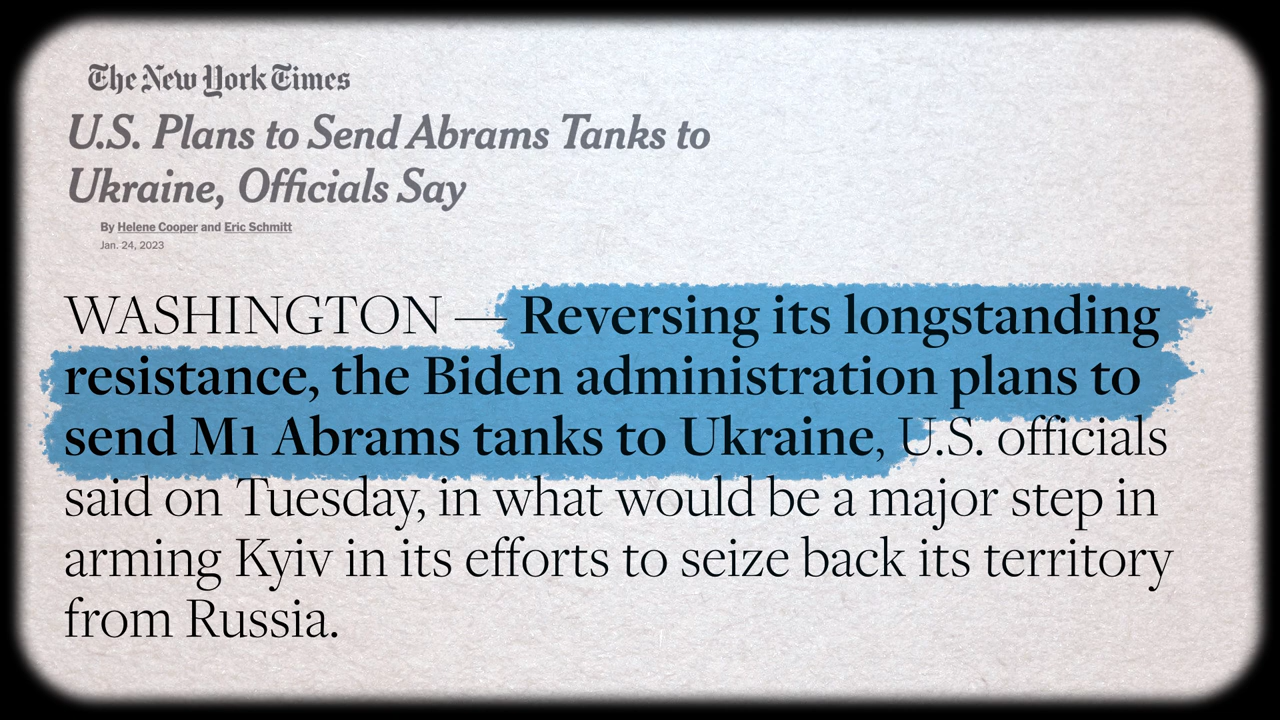 The New York Times
U.S. Plans to Send Abrams Tanks to
Ukraine, Officials Say
By Helene Cooper and Eric Schmitt
Jan. 24, 2023
WASHINGTON — Reversing its longstanding
resistance, the Biden administration plans to
send M1 Abrams tanks to Ukraine, U.S. officials
said on Tuesday, in what would be a major step in
arming Kyiv in its efforts to seize back its territory
from Russia.